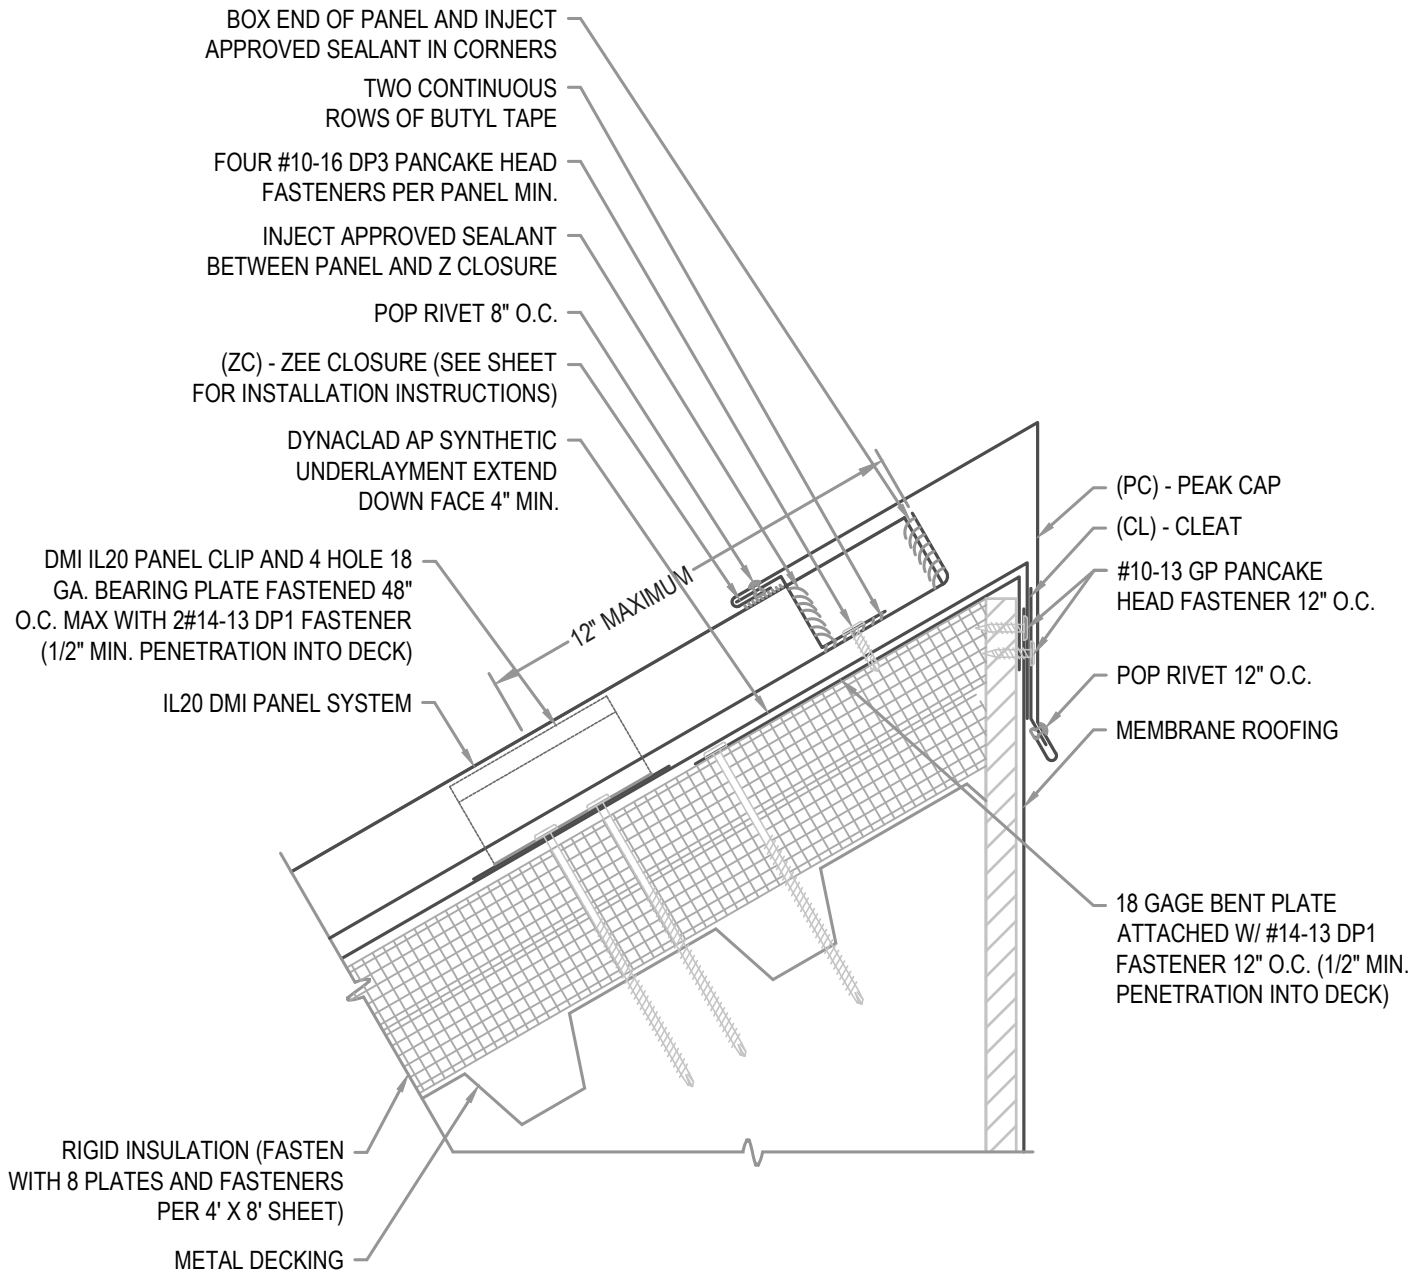 BOX END OF PANEL AND INJECT
APPROVED SEALANT IN CORNERS
TWO CONTINUOUS
ROWS OF BUTYL TAPE
FOUR #10-16 DP3 PANCAKE HEAD
FASTENERS PER PANEL MIN.
INJECT APPROVED SEALANT
BETWEEN PANEL AND Z CLOSURE
POP RIVET 8" O.C.
(ZC) - ZEE CLOSURE (SEE SHEET
FOR INSTALLATION INSTRUCTIONS)
DYNACLAD AP SYNTHETIC
UNDERLAYMENT EXTEND
DOWN FACE 4" MIN.
DMI IL20 PANEL CLIP AND 4 HOLE 18
GA. BEARING PLATE FASTENED 48"
O.C. MAX WITH 2#14-13 DP1 FASTENER
(1/2" MIN. PENETRATION INTO DECK)
IL20 DMI PANEL SYSTEM
12" MAXIMUM
(PC) - PEAK CAP
(CL) - CLEAT
#10-13 GP PANCAKE
HEAD FASTENER 12" O.C.
POP RIVET 12" O.C.
MEMBRANE ROOFING
18 GAGE BENT PLATE
ATTACHED W/ #14-13 DP1
FASTENER 12" O.C. (1/2" MIN.
PENETRATION INTO DECK)
RIGID INSULATION (FASTEN
WITH 8 PLATES AND FASTENERS
PER 4' X 8' SHEET)
METAL DECKING